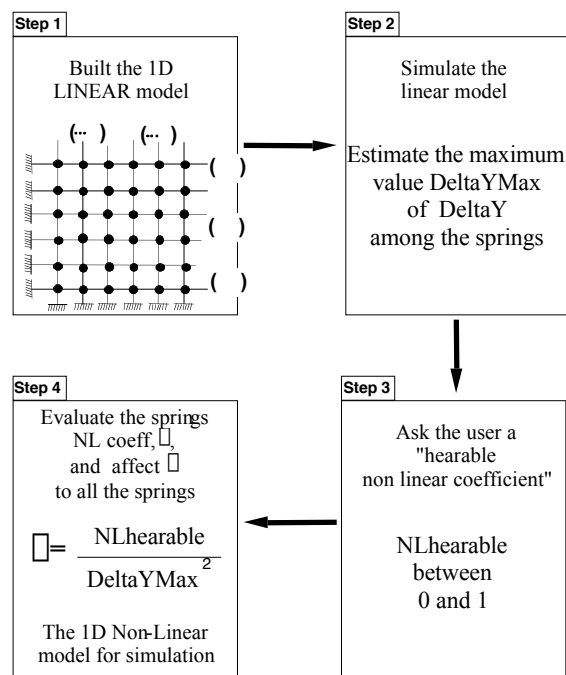 Step 1
Built the 1D
LINEAR model
(... ) (... )
( )
( )
( )
Step 2
Simulate the
linear model
Estimate the maximum
value DeltaYMax
of DeltaY
among the springs
Step 3
Ask the user a
"hearable
non linear coefficient"
NLhearable
between
0 and 1
Step 4
Evaluate the springs
NL coeff, ▯,
and affect ▯
to all the springs
▯= NLhearable
DeltaYMax²
The 1D Non-Linear
model for simulation